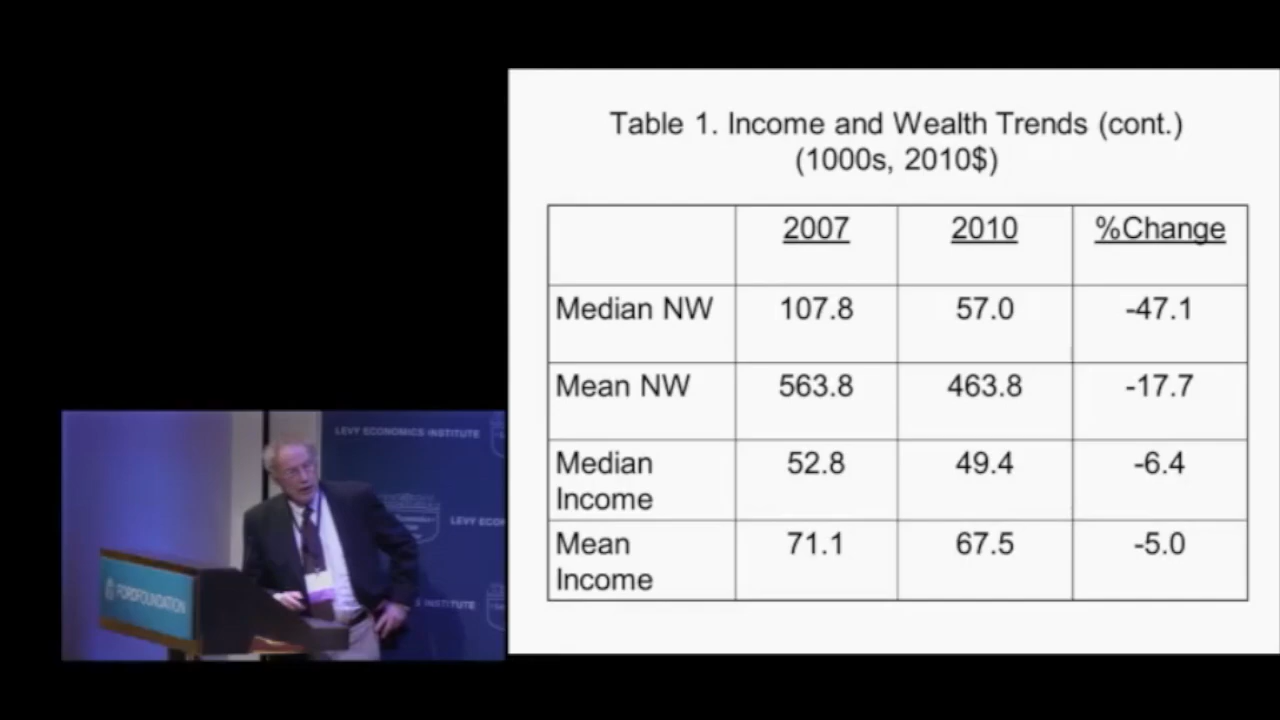 Table 1. Income and Wealth Trends (cont.)
(1000s, 2010$)
2007 2010 %Change
Median NW 107.8 57.0 -47.1
Mean NW 563.8 463.8 -17.7
Median 52.8 49.4 -6.4
Income
Mean 71.1 67.5 -5.0
Income
LEVY ECONOMICS INSTITUTE
LEVY
INSTITUTE
FORDFOUNDATION